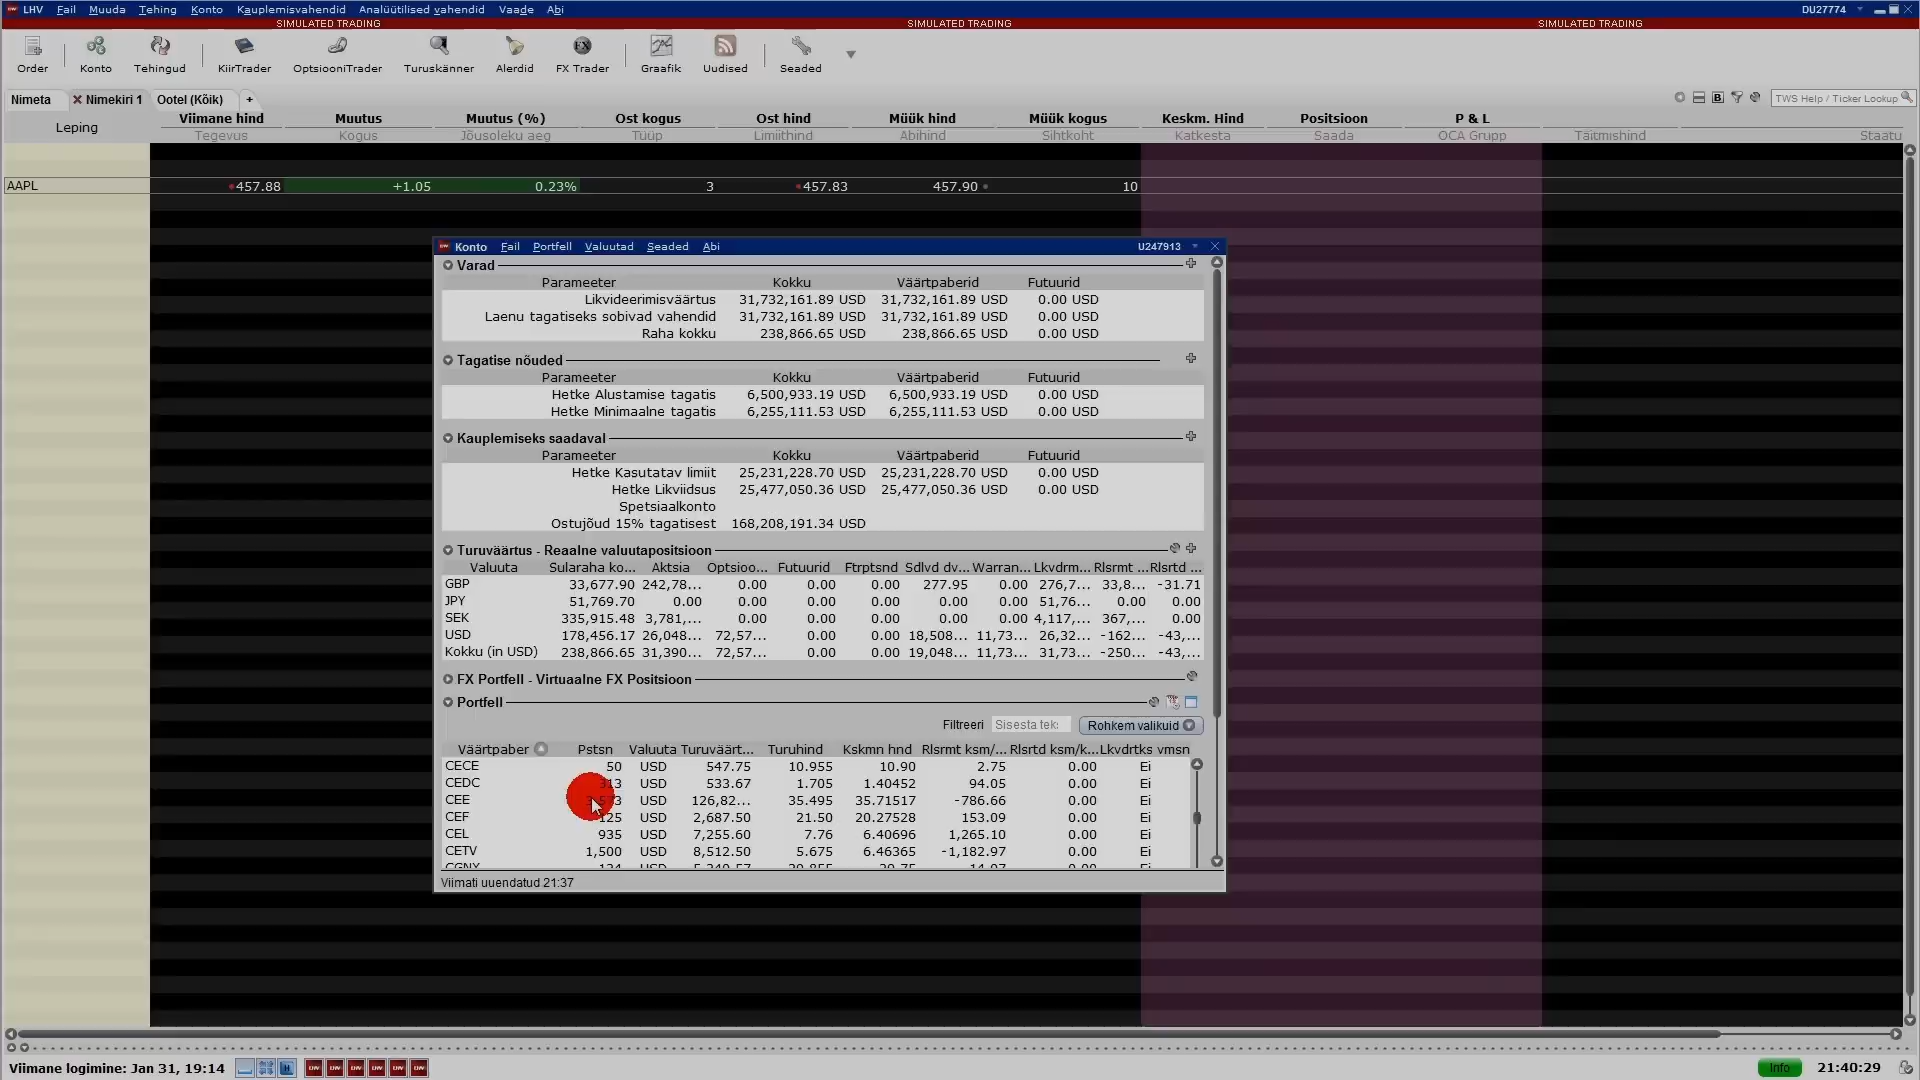 LHV Fail Muuda Tehing Konto Kauplemisvahendid Analüütilised vahendid Vaade Abi DU27774
SIMULATED TRADING SIMULATED TRADING SIMULATED TRADING
Order Konto Tehingud KiirTrader OptsiooniTrader Turuskänner Alerdid FX Trader Graafik Uudised Seaded
Nimeta Nimekiri 1 Ootel (Kõik) + TWS Help / Ticker Lookup
Leping Viimane hind Muutus Muutus (%) Ost kogus Ost hind Müük hind Müük kogus Keskm. Hind Positsioon P & L
Tegevus Kogus Jõusoleku aeg Tüüp Limiithind Abihind Sihtkoht Katkesta Saada OCA Grupp Täitmishind Staatu
AAPL 457.88 +1.05 0.23% 3 457.83 457.90 10
Konto Fail Portfell Valuutad Seaded Abi U247913
Varad
Parameeter Kokku Väärtpaberid Futuurid
Likvideerimisväärtus 31,732,161.89 USD 31,732,161.89 USD 0.00 USD
Laenu tagatiseks sobivad vahendid 31,732,161.89 USD 31,732,161.89 USD 0.00 USD
Raha kokku 238,866.65 USD 238,866.65 USD 0.00 USD
Tagatise nõuded
Parameeter Kokku Väärtpaberid Futuurid
Hetke Alustamise tagatis 6,500,933.19 USD 6,500,933.19 USD 0.00 USD
Hetke Minimaalne tagatis 6,255,111.53 USD 6,255,111.53 USD 0.00 USD
Kauplemiseks saadaval
Parameeter Kokku Väärtpaberid Futuurid
Hetke Kasutatav limiit 25,231,228.70 USD 25,231,228.70 USD 0.00 USD
Hetke Likviidsus 25,477,050.36 USD 25,477,050.36 USD 0.00 USD
Spetsiaalkonto
Ostujõud 15% tagatisest 168,208,191.34 USD
Turuväärtus - Reaalne valuutapositsioon
Valuuta Sularaha ko... Aktsia Optsioo... Futuurid Ftrptsnd Sdlvd dv... Warran... Lkvdrm... Rlsrmt ... Rlsrtd ...
GBP 33,677.90 242,78... 0.00 0.00 0.00 277.95 0.00 276,7... 33,8... -31.71
JPY 51,769.70 0.00 0.00 0.00 0.00 0.00 0.00 51,76... 0.00 0.00
SEK 335,915.48 3,781,... 0.00 0.00 0.00 0.00 0.00 4,117,... 367,... 0.00
USD 178,456.17 26,048... 72,57... 0.00 0.00 18,508... 11,73... 26,32... -162... -43,...
Kokku (in USD) 238,866.65 31,390... 72,57... 0.00 0.00 19,048... 11,73... 31,73... -250... -43,...
FX Portfell - Virtuaalne FX Positsioon
Portfell
Filtreeri Sisesta tek: Rohkem valikuid
Väärtpaber Pstsn Valuuta Turuväärt... Turuhind Kskmn hnd Rlsrmt ksm/... Rlsrtd ksm/k... Lkvdrtks vmsn
CECE 50 USD 547.75 10.955 10.90 2.75 0.00 Ei
CEDC 313 USD 533.67 1.705 1.40452 94.05 0.00 Ei
CEE USD 126,82... 35.495 35.71517 -786.66 0.00 Ei
CEF 125 USD 2,687.50 21.50 20.27528 153.09 0.00 Ei
CEL 935 USD 7,255.60 7.76 6.40696 1,265.10 0.00 Ei
CETV 1,500 USD 8,512.50 5.675 6.46365 -1,182.97 0.00 Ei
Viimati uuendatud 21:37
Viimane logimine: Jan 31, 19:14 Info 21:40:29